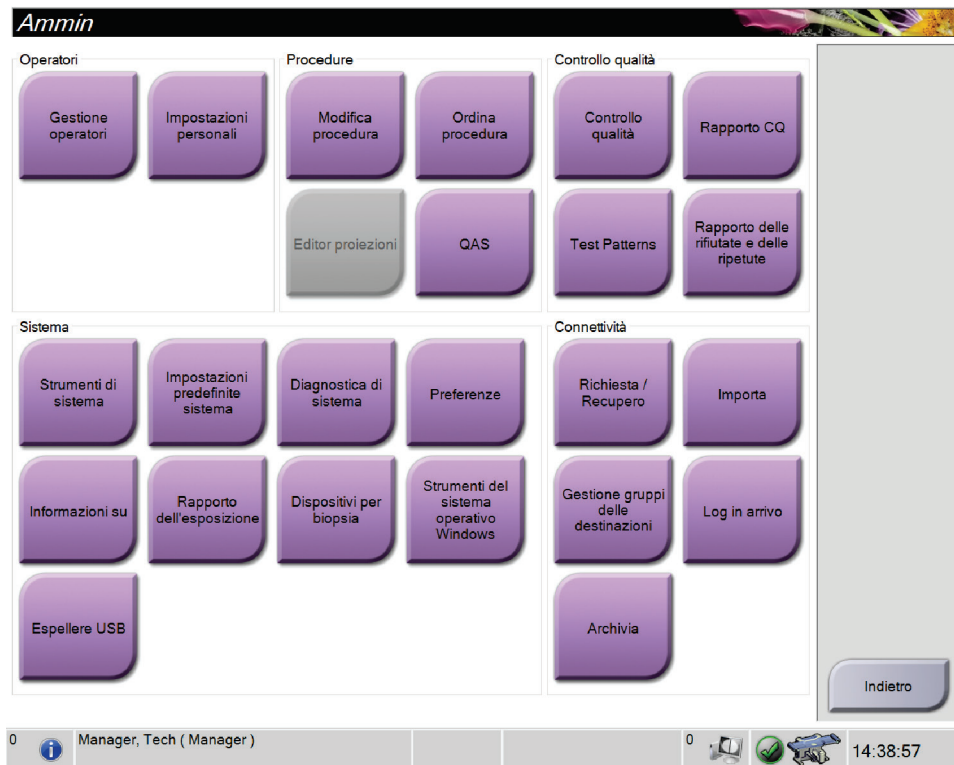 Ammin
Operatori
Gestione
operatori
Impostazioni
personali
Procedure
Modifica
procedura
Ordina
procedura
Editor proiezioni
QAS
Controllo qualità
Controllo
qualità
Rapporto CQ
Test Patterns
Rapporto delle
rifiutate e delle
ripetute
Sistema
Strumenti di
sistema
Impostazioni
predefinite
sistema
Diagnostica di
sistema
Preferenze
Informazioni su
Rapporto
dell'esposizione
Dispositivi per
biopsia
Strumenti del
sistema
operativo
Windows
Espellere USB
Connettività
Richiesta /
Recupero
Importa
Gestione gruppi
delle
destinazioni
Log in arrivo
Archivia
Indietro
0
Manager, Tech ( Manager )
0
14:38:57